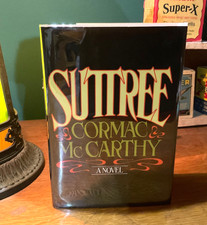 Super-X
SUTTREE
CORMAC
McCARTHY
A NOVEL